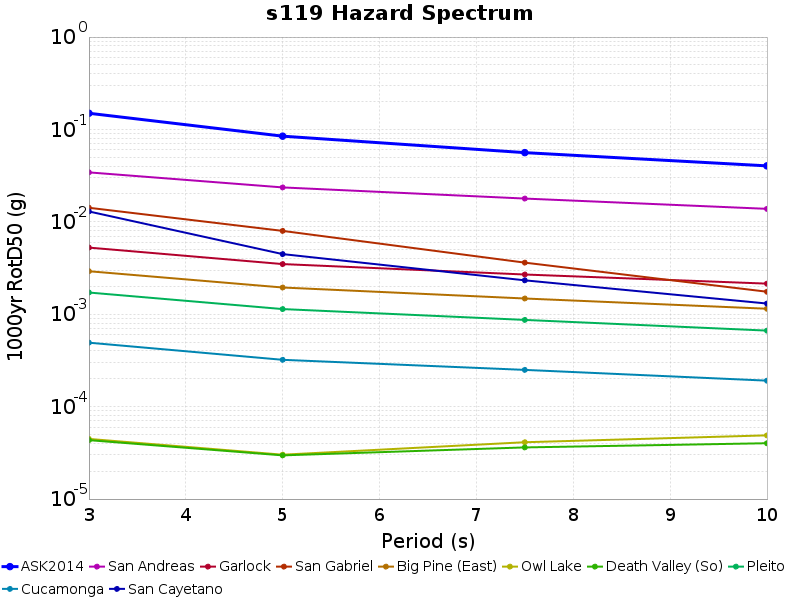 s119 Hazard Spectrum
10^0
10^-1
10^-2
10^-3
10^-4
10^-5
1000yr RotD50 (g)
3 4 5 6 7 8 9 10
Period (s)
ASK2014 San Andreas Garlock San Gabriel Big Pine (East) Owl Lake Death Valley (So) Pleito
Cucamonga San Cayetano